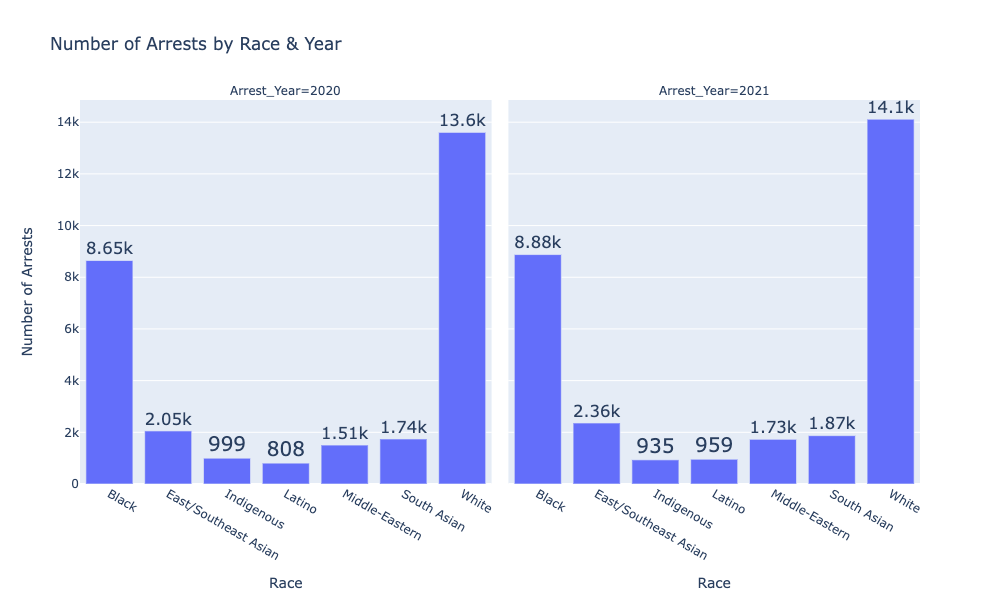 Number of Arrests by Race & Year
Arrest_Year=2020
Arrest_Year=2021
Number of Arrests
14k
12k
10k
8k
6k
4k
2k
0
8.65k
2.05k
999
808
1.51k
1.74k
13.6k
8.88k
2.36k
935
959
1.73k
1.87k
14.1k
Black
East/Southeast Asian
Indigenous
Latino
Middle-Eastern
South Asian
White
Black
East/Southeast Asian
Indigenous
Latino
Middle-Eastern
South Asian
White
Race
Race